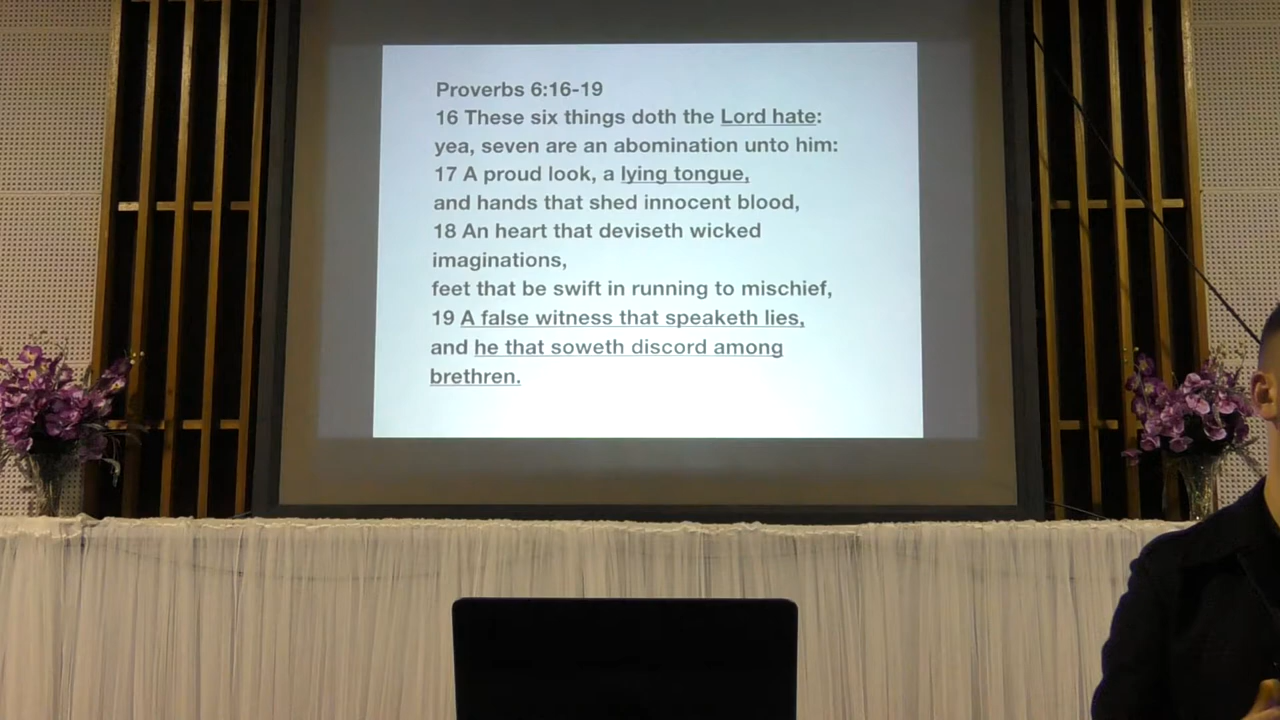 Proverbs 6:16-19
16 These six things doth the Lord hate:
yea, seven are an abomination unto him:
17 A proud look, a lying tongue,
and hands that shed innocent blood,
18 An heart that deviseth wicked
imaginations,
feet that be swift in running to mischief,
19 A false witness that speaketh lies,
and he that soweth discord among
brethren.